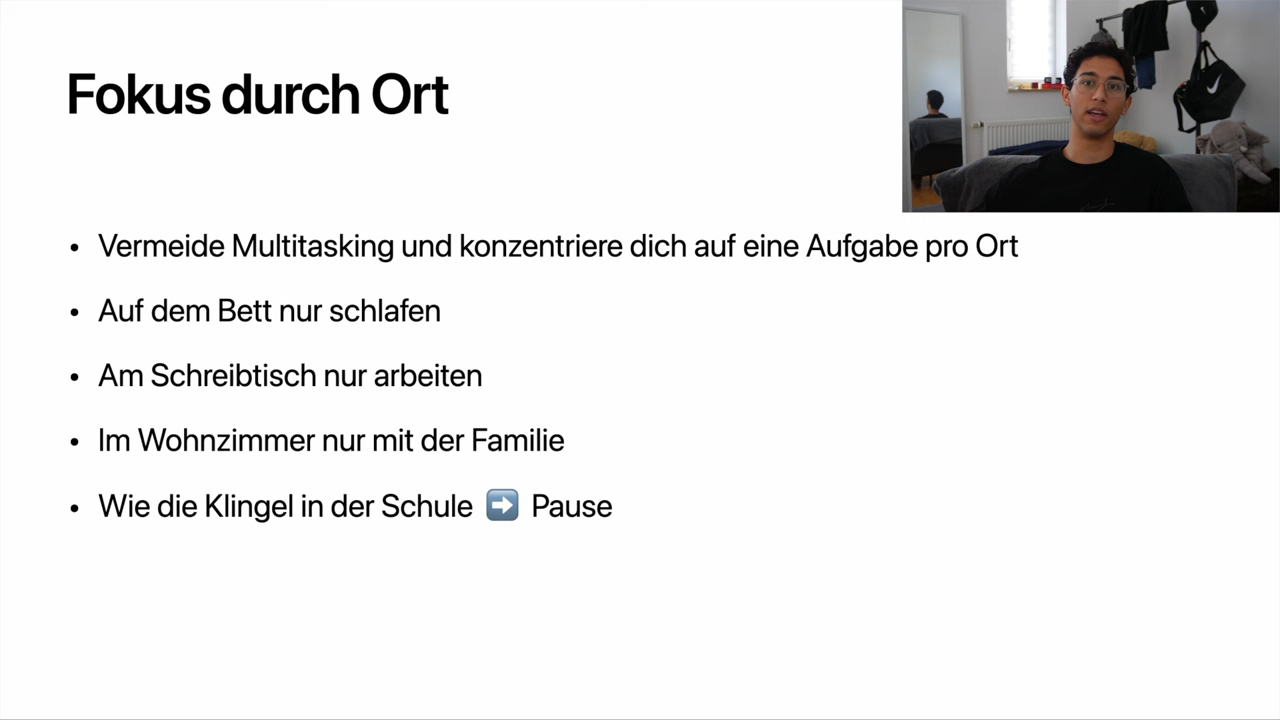 Fokus durch Ort
• Vermeide Multitasking und konzentriere dich auf eine Aufgabe pro Ort
• Auf dem Bett nur schlafen
• Am Schreibtisch nur arbeiten
• Im Wohnzimmer nur mit der Familie
• Wie die Klingel in der Schule ➡️ Pause